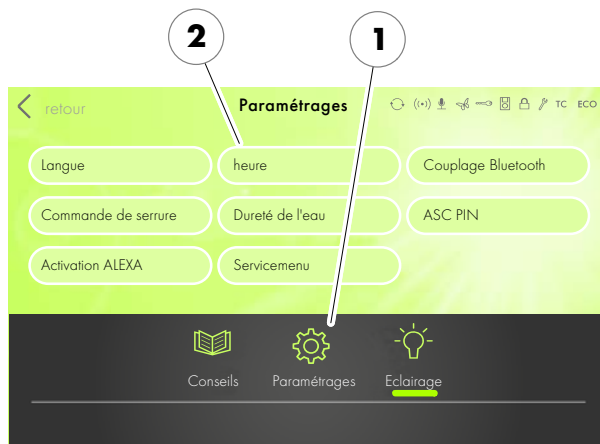 2 1
retour Paramétrages TC ECO
Langue heure Couplage Bluetooth
Commande de serrure Dureté de l'eau ASC PIN
Activation ALEXA Servicemenu
Conseils Paramétrages Eclairage